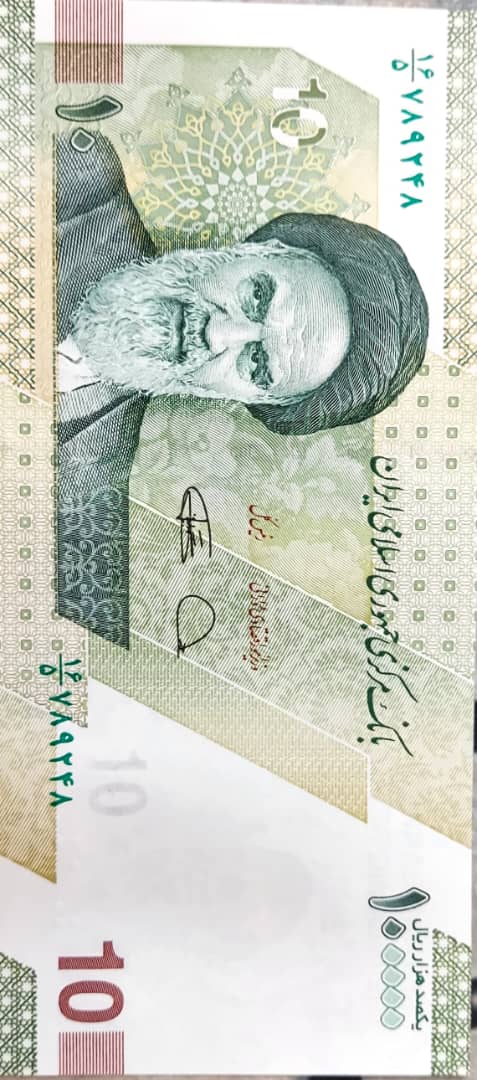 ۱۶/۵ ۷۸۹۲۴۸
یکصد هزار ریال
۱۰۰۰۰۰
بانک مرکزی جمهوری اسلامی ایران
10
وزیر امور اقتصادی و دارائی
رئیس کل
10
۱۰
10
۱۶/۵ ۷۸۹۲۴۸